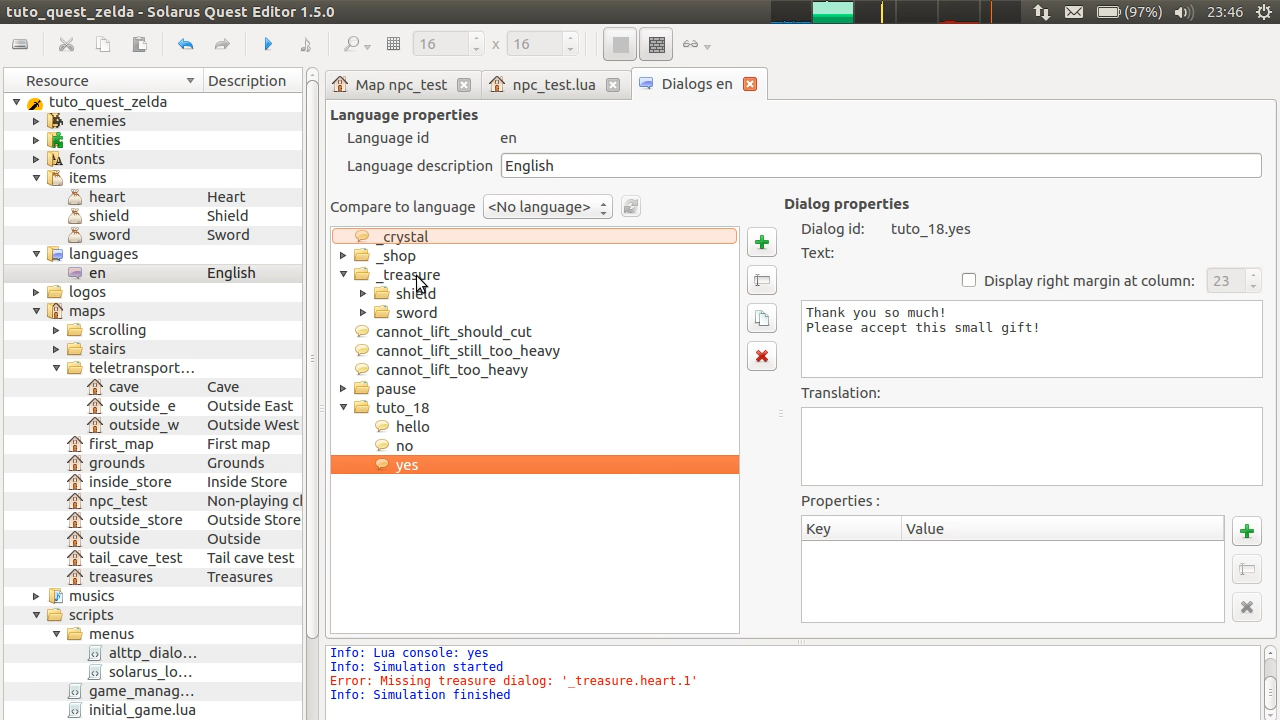 tuto_quest_zelda - Solarus Quest Editor 1.5.0
(97%)
23:46
16
x
16
Resource
Description
tuto_quest_zelda
enemies
entities
fonts
items
heart Heart
shield Shield
sword Sword
languages
en English
logos
maps
scrolling
stairs
teletransport...
cave Cave
outside_e Outside East
outside_w Outside West
first_map First map
grounds Grounds
inside_store Inside Store
npc_test Non-playing cl
outside_store Outside Store
outside Outside
tail_cave_test Tail cave test
treasures Treasures
musics
scripts
menus
alttp_dialo...
solarus_lo...
game_manag...
initial_game.lua
Map npc_test
npc_test.lua
Dialogs en
Language properties
Language id en
Language description English
Compare to language <No language>
_crystal
_shop
_treasure
shield
sword
cannot_lift_should_cut
cannot_lift_still_too_heavy
cannot_lift_too_heavy
pause
tuto_18
hello
no
yes
Dialog properties
Dialog id: tuto_18.yes
Text:
Display right margin at column: 23
Thank you so much!
Please accept this small gift!
Translation:
Properties :
Key Value
Info: Lua console: yes
Info: Simulation started
Error: Missing treasure dialog: '_treasure.heart.1'
Info: Simulation finished